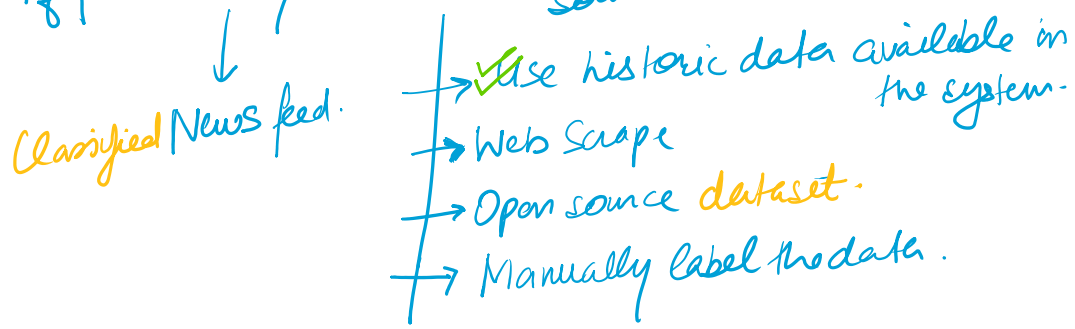 Classified News feed.
Use historic data available in
the system.
Web Scrape
Open source dataset.
Manually label the data.